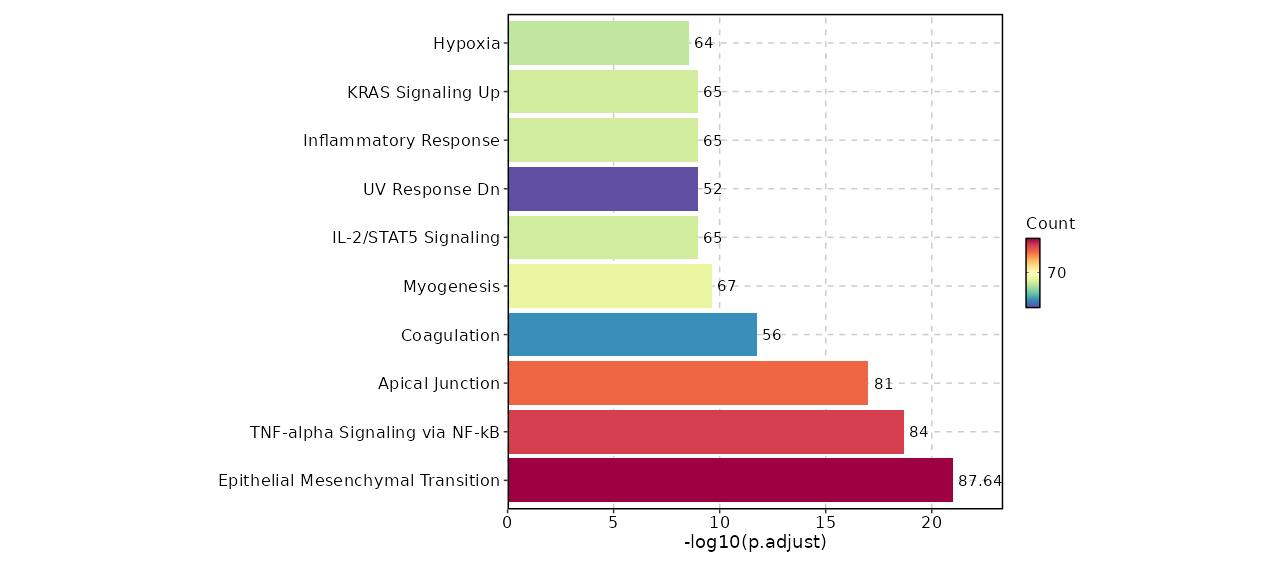 Hypoxia 64
KRAS Signaling Up 65
Inflammatory Response 65
UV Response Dn 52
IL-2/STAT5 Signaling 65
Myogenesis 67
Coagulation 56
Apical Junction 81
TNF-alpha Signaling via NF-kB 84
Epithelial Mesenchymal Transition 87.64
0 5 10 15 20
-log10(p.adjust)
Count
70